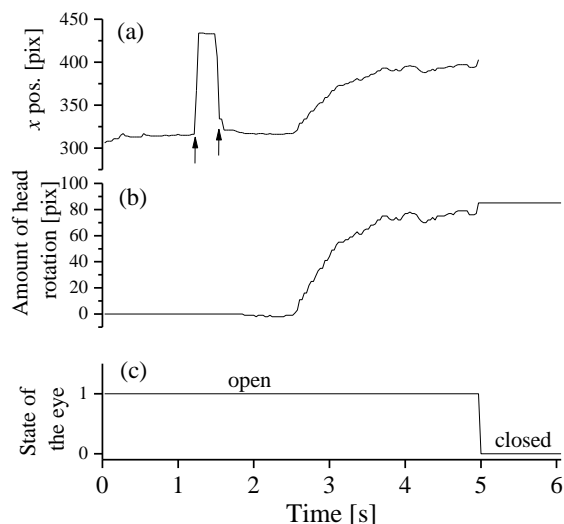 450
(a)
400
350
300
x pos. [pix]
100
(b)
80
60
40
20
0
Amount of head
rotation [pix]
(c)
open
1
closed
0
State of
the eye
0 1 2 3 4 5 6
Time [s]